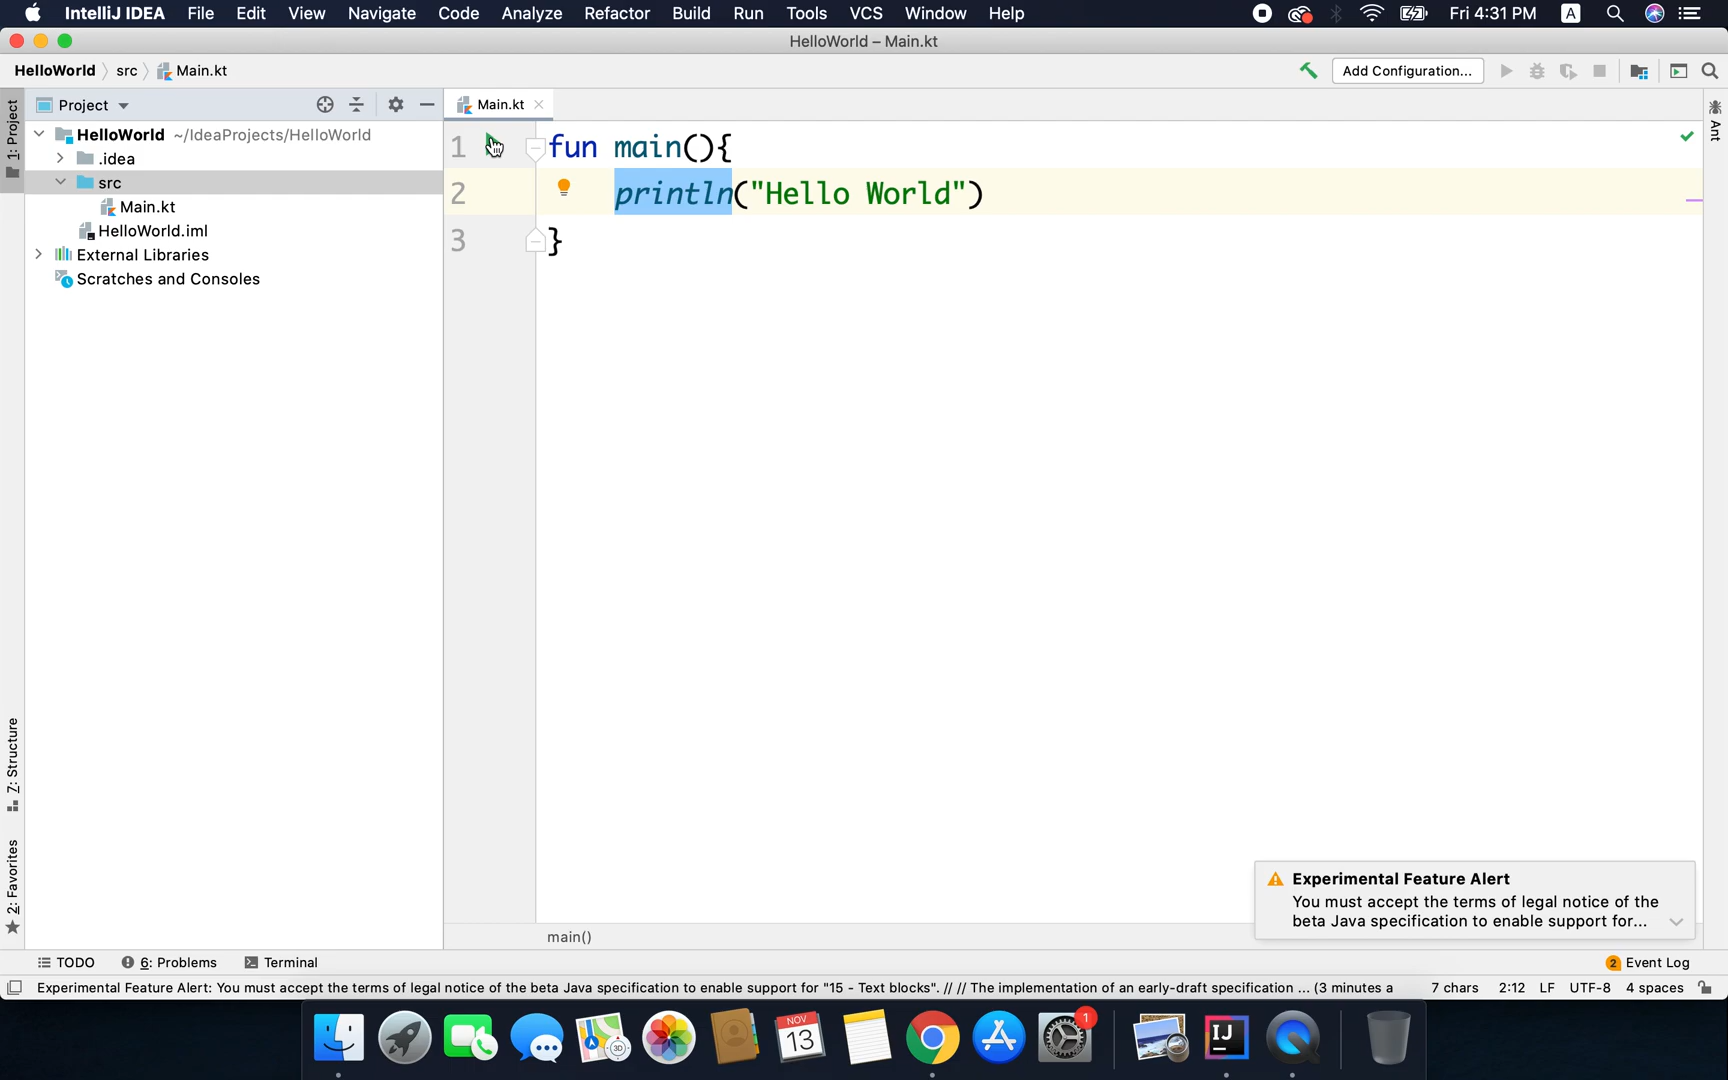 IntelliJ IDEA File Edit View Navigate Code Analyze Refactor Build Run Tools VCS Window Help Fri 4:31 PM A
HelloWorld – Main.kt
HelloWorld src Main.kt Add Configuration...
1: Project
Project
Main.kt
Ant
HelloWorld ~/IdeaProjects/HelloWorld
.idea
src
Main.kt
HelloWorld.iml
External Libraries
Scratches and Consoles
1 fun main(){
2 println("Hello World")
3 }
Z: Structure
2: Favorites
Experimental Feature Alert
You must accept the terms of legal notice of the
beta Java specification to enable support for...
main()
TODO 6: Problems Terminal 2 Event Log
Experimental Feature Alert: You must accept the terms of legal notice of the beta Java specification to enable support for "15 - Text blocks". // // The implementation of an early-draft specification ... (3 minutes a 7 chars 2:12 LF UTF-8 4 spaces
NOV
13
3D
1
IJ